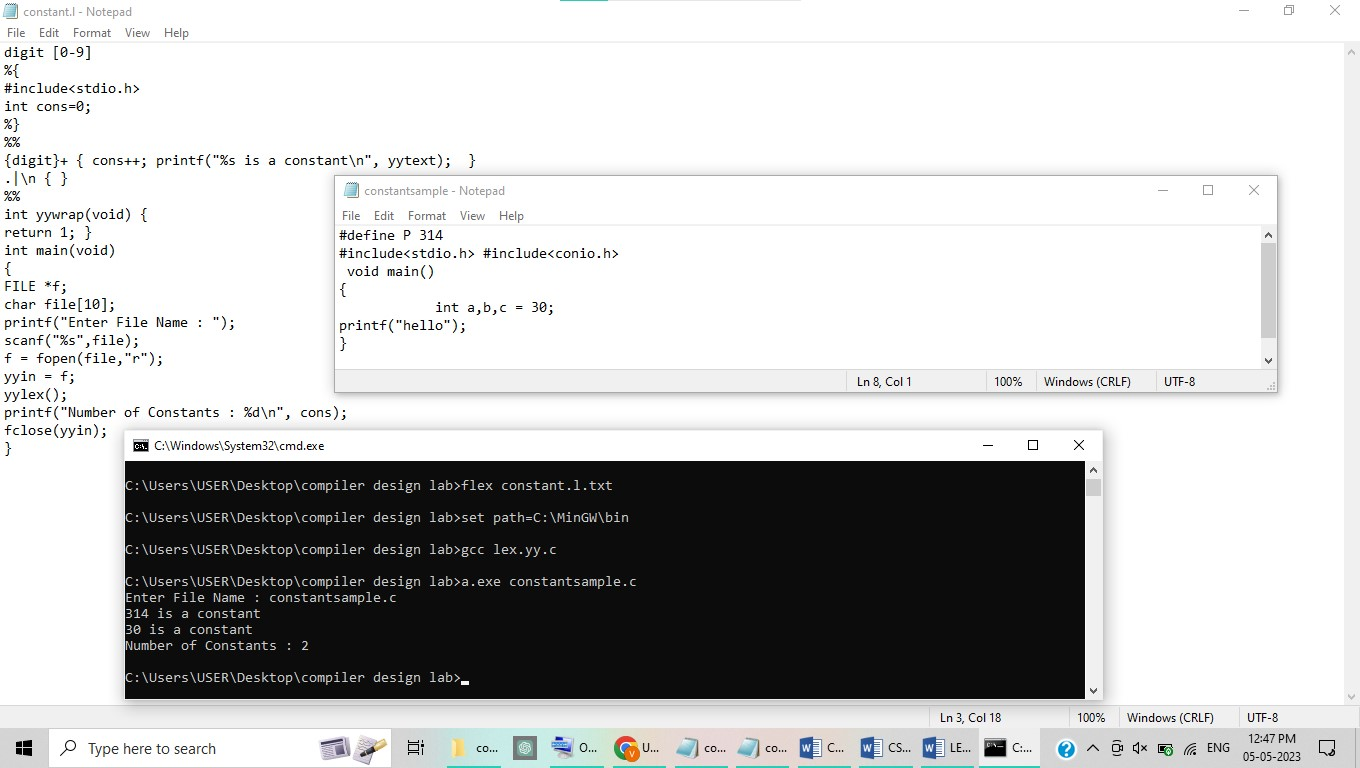 constant.l - Notepad
File Edit Format View Help
digit [0-9]
%{
#include<stdio.h>
int cons=0;
%}
%%
{digit}+ { cons++; printf("%s is a constant\n", yytext);  }
.|\n { }
%%
int yywrap(void) {
return 1; }
int main(void)
{
FILE *f;
char file[10];
printf("Enter File Name : ");
scanf("%s",file);
f = fopen(file,"r");
yyin = f;
yylex();
printf("Number of Constants : %d\n", cons);
fclose(yyin);
}
constantsample - Notepad
File Edit Format View Help
#define P 314
#include<stdio.h> #include<conio.h>
void main()
{
int a,b,c = 30;
printf("hello");
}
Ln 8, Col 1 100% Windows (CRLF) UTF-8
C:\Windows\System32\cmd.exe
C:\Users\USER\Desktop\compiler design lab>flex constant.l.txt
C:\Users\USER\Desktop\compiler design lab>set path=C:\MinGW\bin
C:\Users\USER\Desktop\compiler design lab>gcc lex.yy.c
C:\Users\USER\Desktop\compiler design lab>a.exe constantsample.c
Enter File Name : constantsample.c
314 is a constant
30 is a constant
Number of Constants : 2
C:\Users\USER\Desktop\compiler design lab>
Ln 3, Col 18 100% Windows (CRLF) UTF-8
Type here to search co... O... U... co... co... C... CS... LE... C:... ENG 12:47 PM
05-05-2023